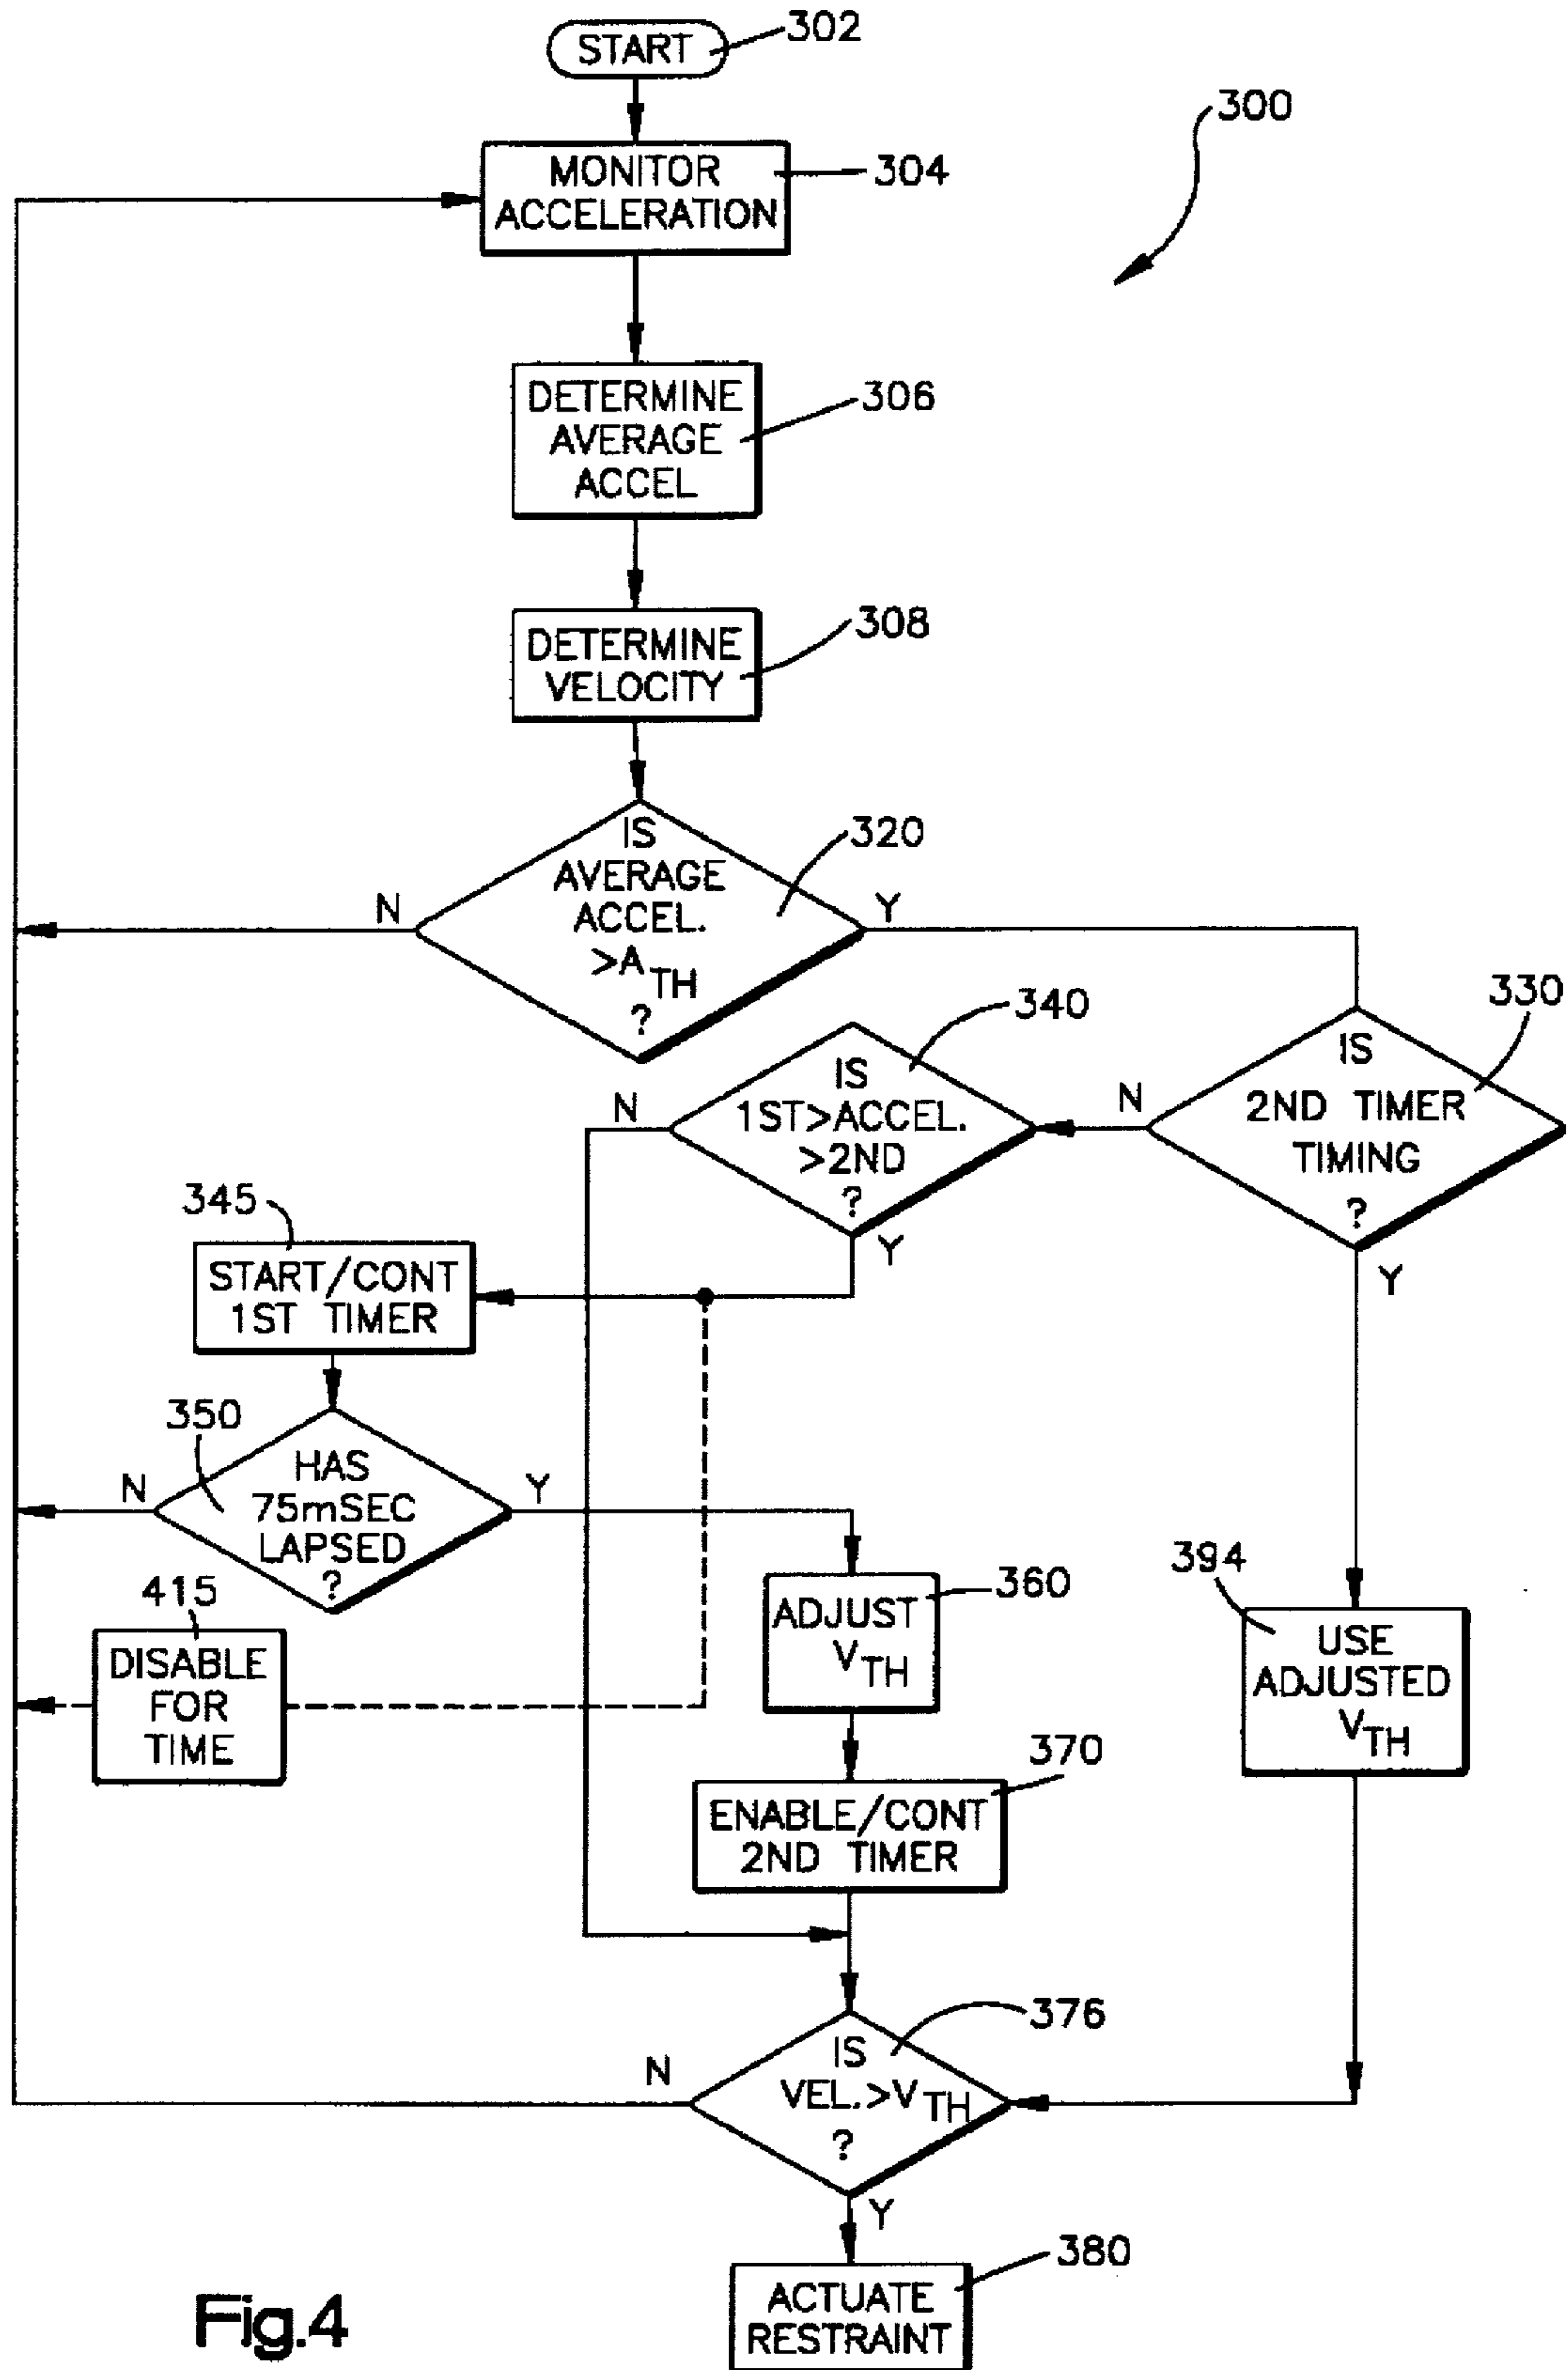 START
302
300
MONITOR
ACCELERATION
304
DETERMINE
AVERAGE
ACCEL
306
DETERMINE
VELOCITY
308
IS
AVERAGE
ACCEL.
>ATH
?
320
N
Y
IS
2ND TIMER
TIMING
?
330
N
Y
IS
1ST>ACCEL.
>2ND
?
340
N
Y
345
START/CONT
1ST TIMER
350
HAS
75mSEC
LAPSED
?
N
Y
415
DISABLE
FOR
TIME
ADJUST
VTH
360
394
USE
ADJUSTED
VTH
ENABLE/CONT
2ND TIMER
370
IS
VEL.>VTH
?
376
N
Y
ACTUATE
RESTRAINT
380
Fig.4